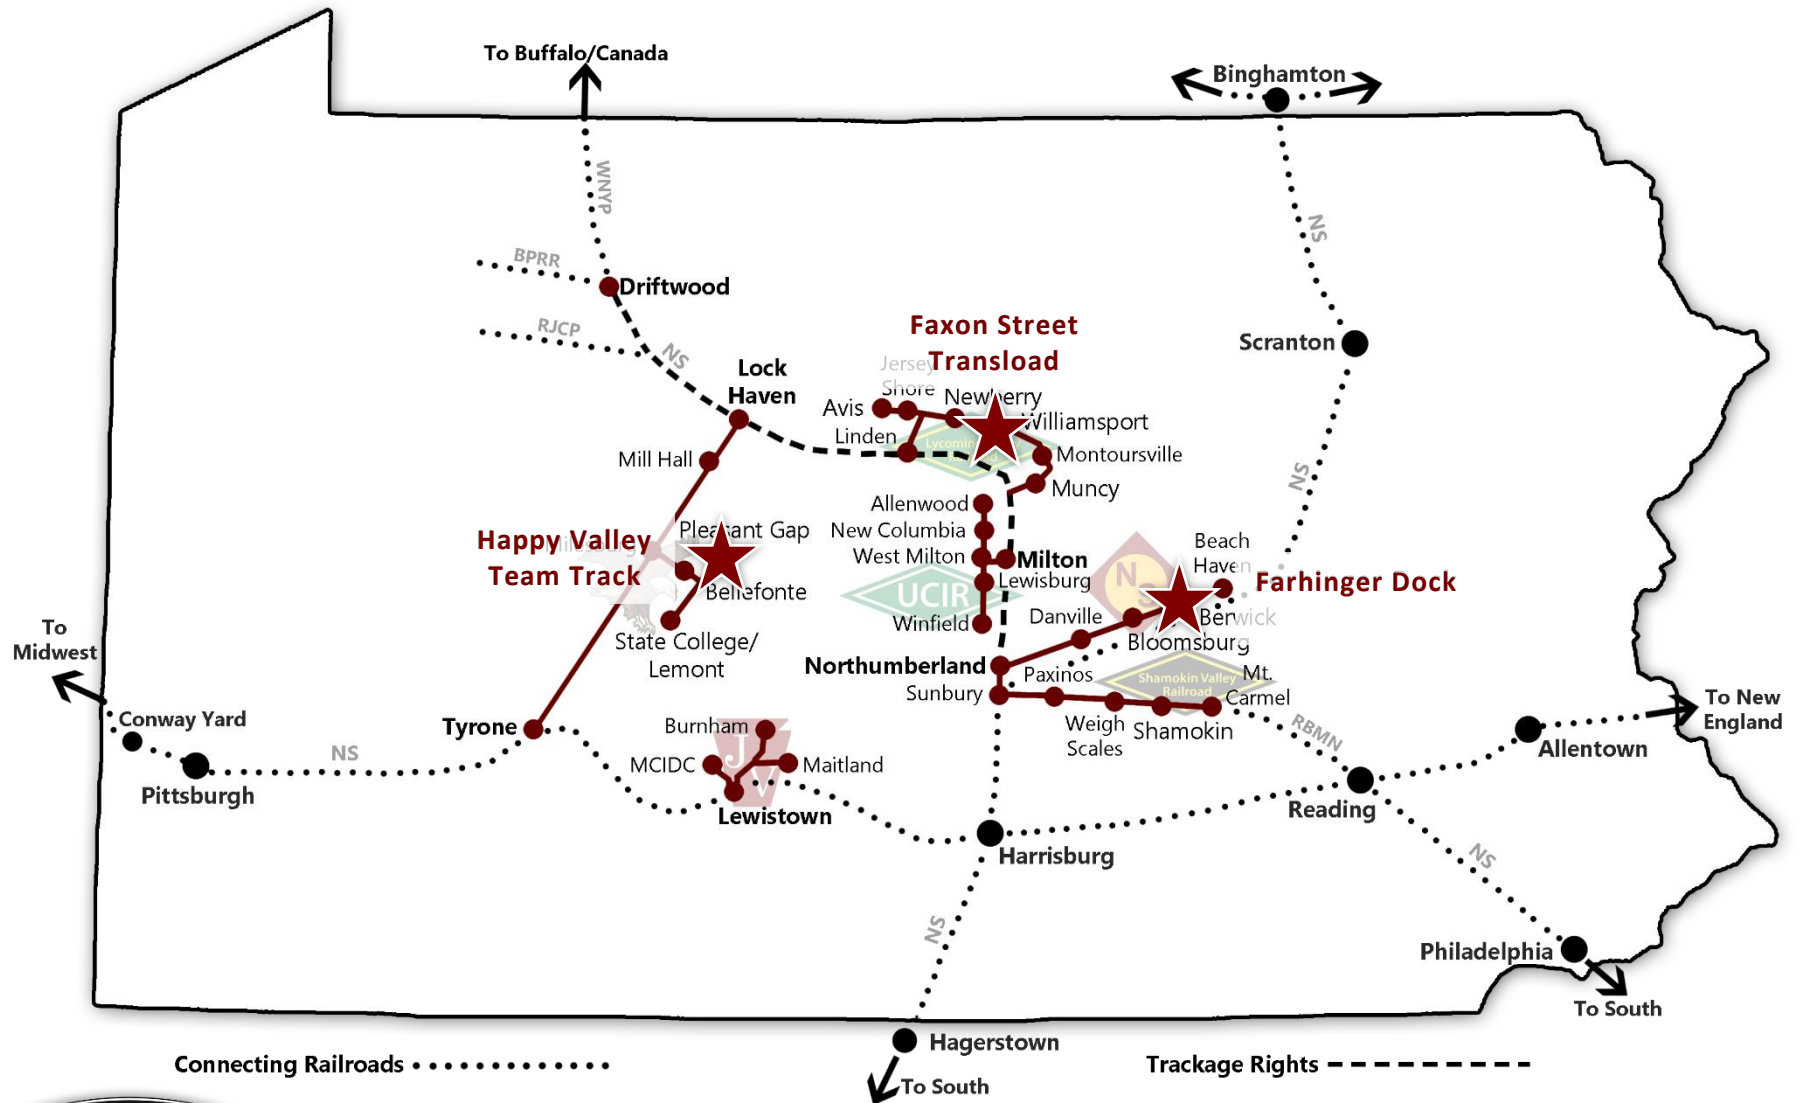 To Buffalo/Canada
Binghamton
WNYP
NS
BPRR
Driftwood
RJCP
NS
Scranton
Faxon Street
Transload
Lock
Haven
Jersey
Shore
Newberry
Avis
Williamsport
Linden
Montoursville
Mill Hall
NS
Muncy
Allenwood
New Columbia
Pleasant Gap
Happy Valley
Team Track
West Milton
Milton
Beach
Haven
NS
Lewisburg
Farhinger Dock
Bellefonte
UCIR
Winfield
Danville
Berwick
Bloomsburg
State College/
Lemont
To
Midwest
Northumberland
Sunbury
Paxinos
Shamokin Valley
Railroad
Mt.
Carmel
Weigh
Scales
Shamokin
To New
England
Conway Yard
Tyrone
Burnham
JV
RBMN
Allentown
NS
MCIDC
Maitland
Pittsburgh
Lewistown
Reading
Harrisburg
NS
NS
Philadelphia
To South
Hagerstown
Connecting Railroads
Trackage Rights
To South